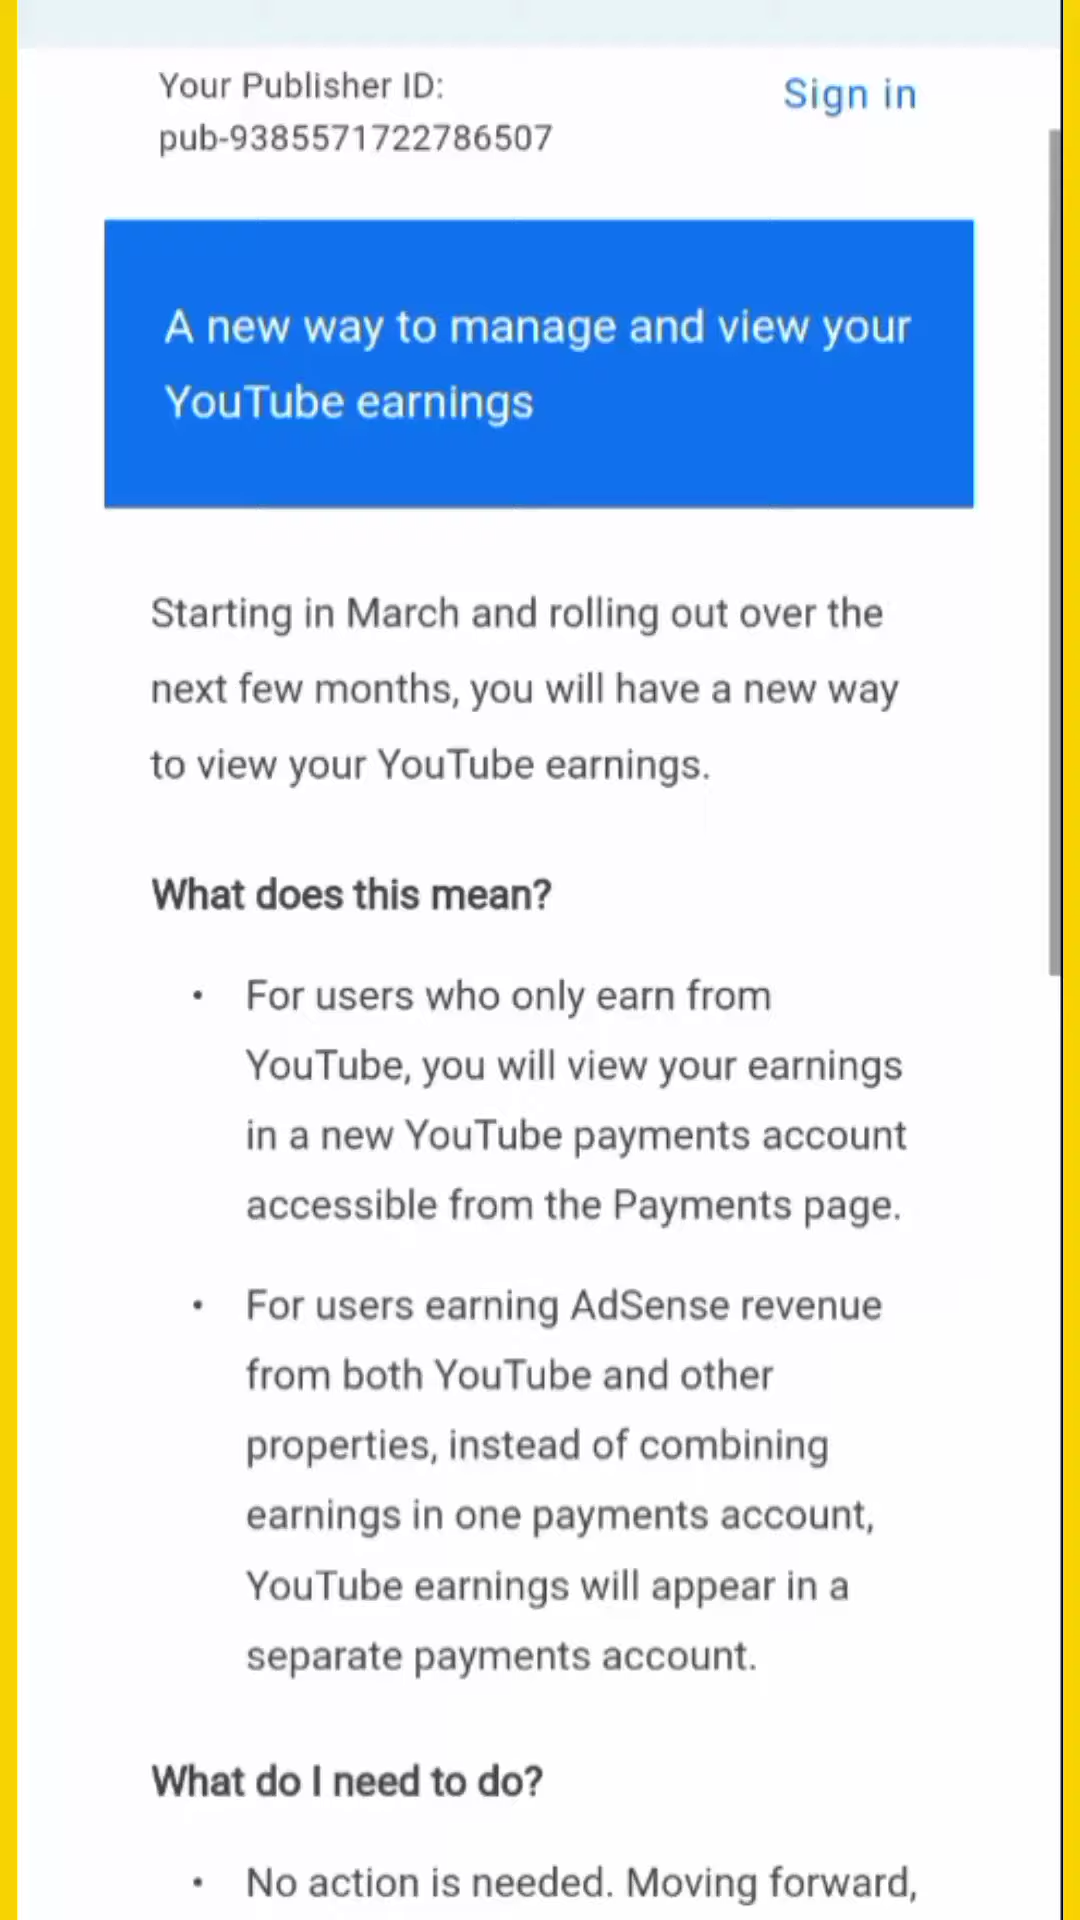 Your Publisher ID:
Sign in
pub-9385571722786507
A new way to manage and view your
YouTube earnings
Starting in March and rolling out over the
next few months, you will have a new way
to view your YouTube earnings.
What does this mean?
• For users who only earn from
YouTube, you will view your earnings
in a new YouTube payments account
accessible from the Payments page.
• For users earning AdSense revenue
from both YouTube and other
properties, instead of combining
earnings in one payments account,
YouTube earnings will appear in a
separate payments account.
What do I need to do?
• No action is needed. Moving forward,